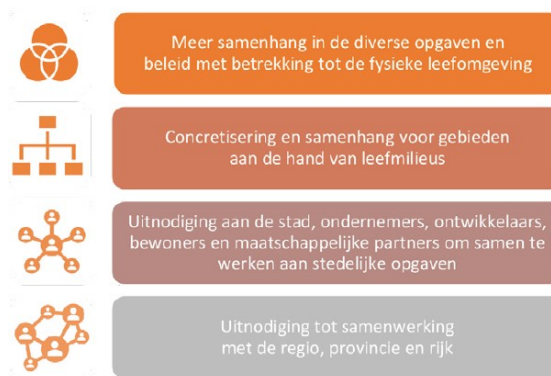 Meer samenhang in de diverse opgaven en
beleid met betrekking tot de fysieke leefomgeving
Concretisering en samenhang voor gebieden
aan de hand van leefmilieus
Uitnodiging aan de stad, ondernemers, ontwikkelaars,
bewoners en maatschappelijke partners om samen te
werken aan stedelijke opgaven
Uitnodiging tot samenwerking
met de regio, provincie en rijk